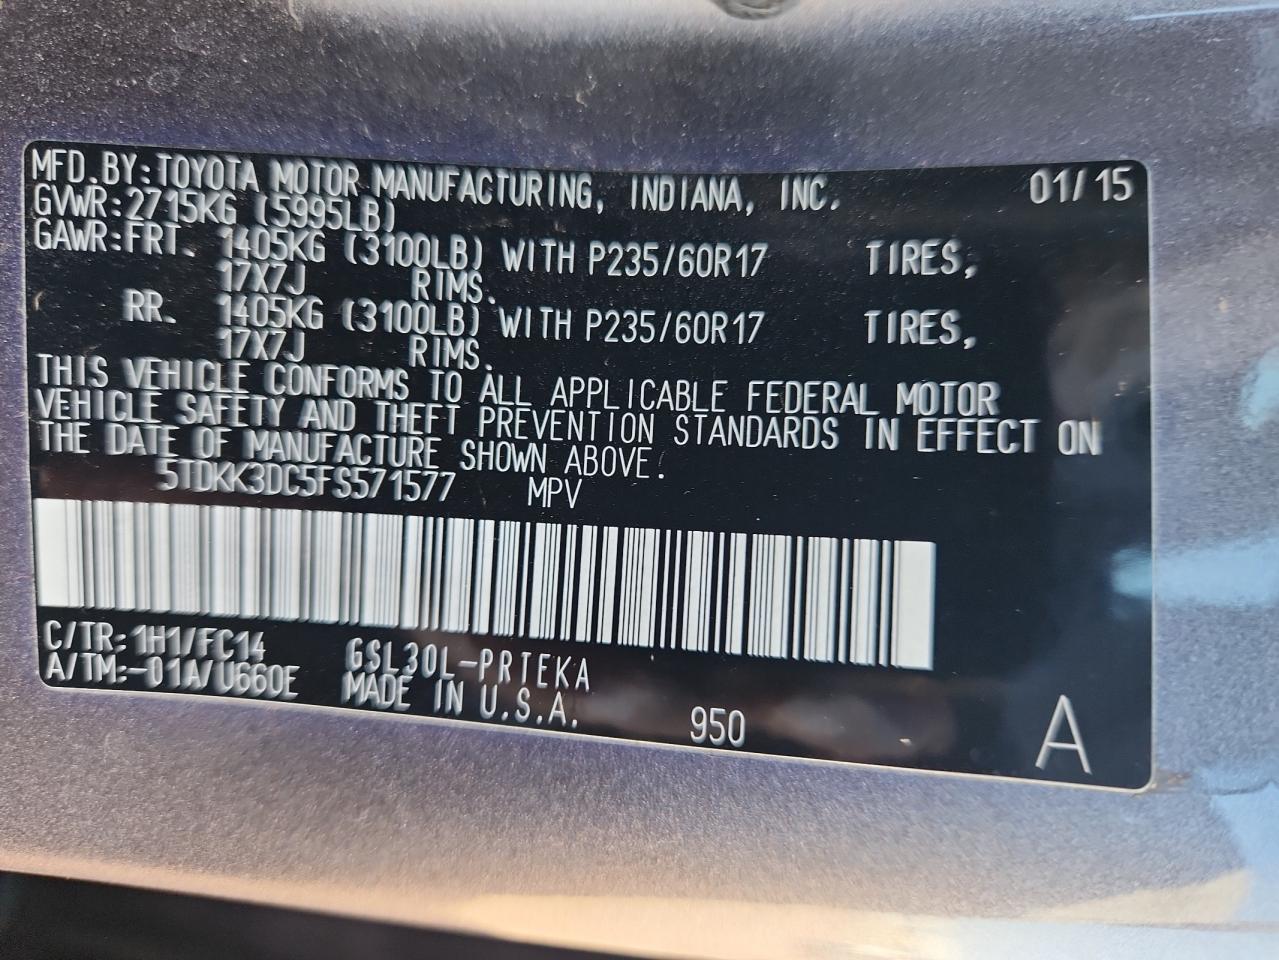 MFD.BY:TOYOTA MOTOR MANUFACTURING, INDIANA, INC. 01/15
GVWR:2715KG (5995LB)
GAWR:FRT. 1405KG (3100LB) WITH P235/60R17 TIRES,
17X7J RIMS.
RR. 1405KG (3100LB) WITH P235/60R17 TIRES,
17X7J RIMS.
THIS VEHICLE CONFORMS TO ALL APPLICABLE FEDERAL MOTOR
VEHICLE SAFETY AND THEFT PREVENTION STANDARDS IN EFFECT ON
THE DATE OF MANUFACTURE SHOWN ABOVE.
5TDKK3DC5FS571577 MPV
C/TR:1H1/FC14 GSL30L-PRTEKA
A/TM:-01A/U660E MADE IN U.S.A.
950
A